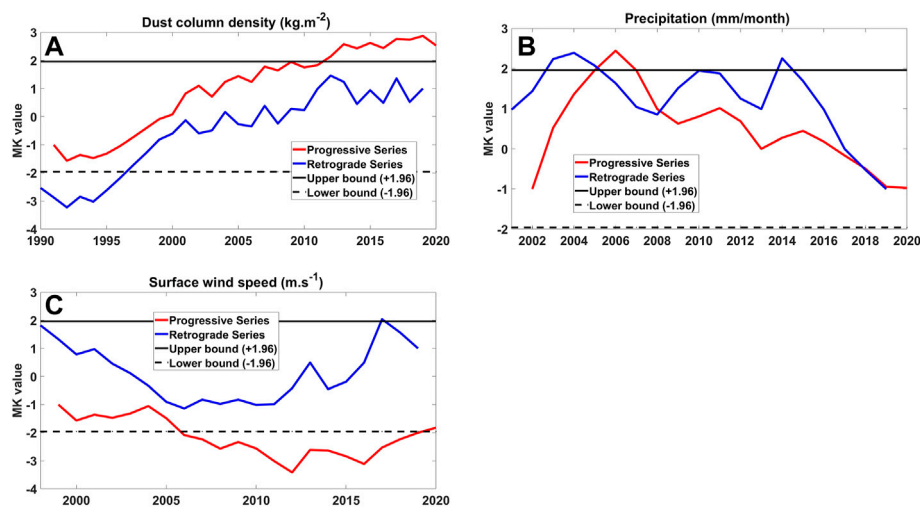 A
Dust column density (kg.m-2)
MK value
3
2
1
0
-1
-2
-3
-4
Progressive Series
Retrograde Series
Upper bound (+1.96)
Lower bound (-1.96)
1990 1995 2000 2005 2010 2015 2020
B
Precipitation (mm/month)
MK value
3
2
1
0
-1
-2
Progressive Series
Retrograde Series
Upper bound (+1.96)
Lower bound (-1.96)
2002 2004 2006 2008 2010 2012 2014 2016 2018 2020
C
Surface wind speed (m.s-1)
MK value
3
2
1
0
-1
-2
-3
-4
Progressive Series
Retrograde Series
Upper bound (+1.96)
Lower bound (-1.96)
2000 2005 2010 2015 2020